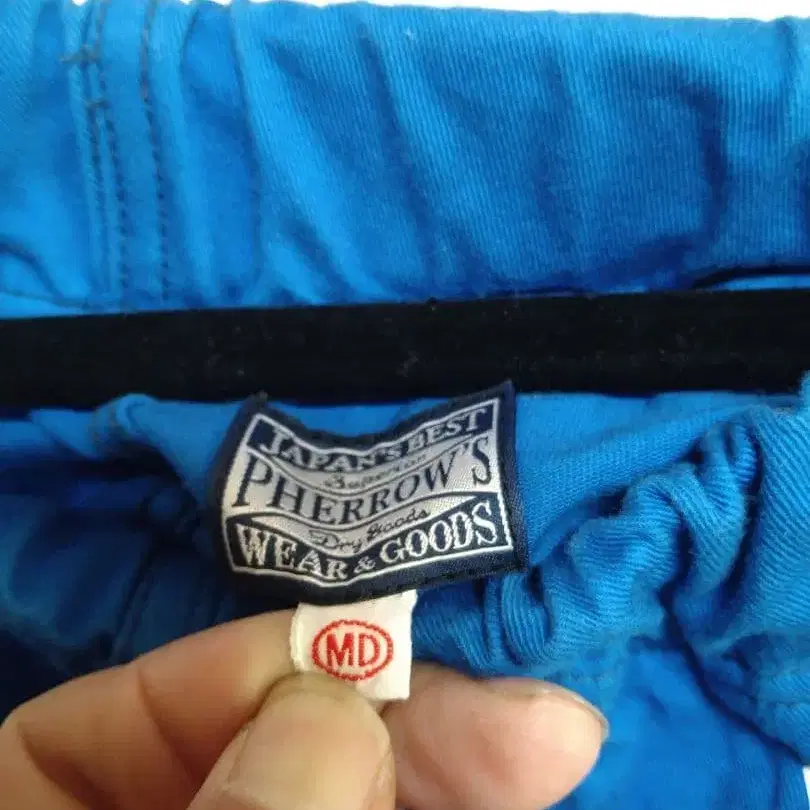 JAPAN'S BEST
Superior
PHERROW'S
Dry Goods
WEAR & GOODS
MD